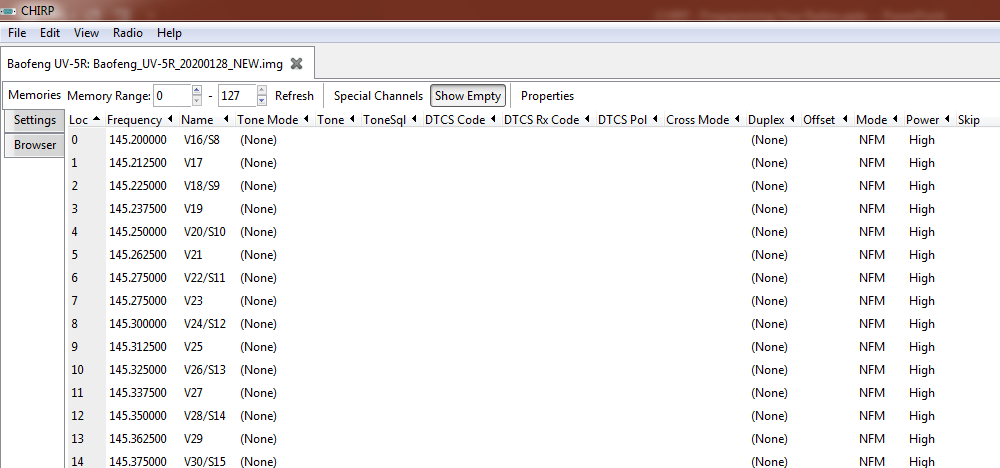 CHIRP
File Edit View Radio Help
Baofeng UV-5R: Baofeng_UV-5R_20200128_NEW.img
Memories Memory Range: 0 - 127 Refresh Special Channels Show Empty Properties
Settings
Browser
Loc Frequency Name Tone Mode Tone ToneSql DTCS Code DTCS Rx Code DTCS Pol Cross Mode Duplex Offset Mode Power Skip
0 145.200000 V16/S8 (None) (None) NFM High
1 145.212500 V17 (None) (None) NFM High
2 145.225000 V18/S9 (None) (None) NFM High
3 145.237500 V19 (None) (None) NFM High
4 145.250000 V20/S10 (None) (None) NFM High
5 145.262500 V21 (None) (None) NFM High
6 145.275000 V22/S11 (None) (None) NFM High
7 145.275000 V23 (None) (None) NFM High
8 145.300000 V24/S12 (None) (None) NFM High
9 145.312500 V25 (None) (None) NFM High
10 145.325000 V26/S13 (None) (None) NFM High
11 145.337500 V27 (None) (None) NFM High
12 145.350000 V28/S14 (None) (None) NFM High
13 145.362500 V29 (None) (None) NFM High
14 145.375000 V30/S15 (None) (None) NFM High